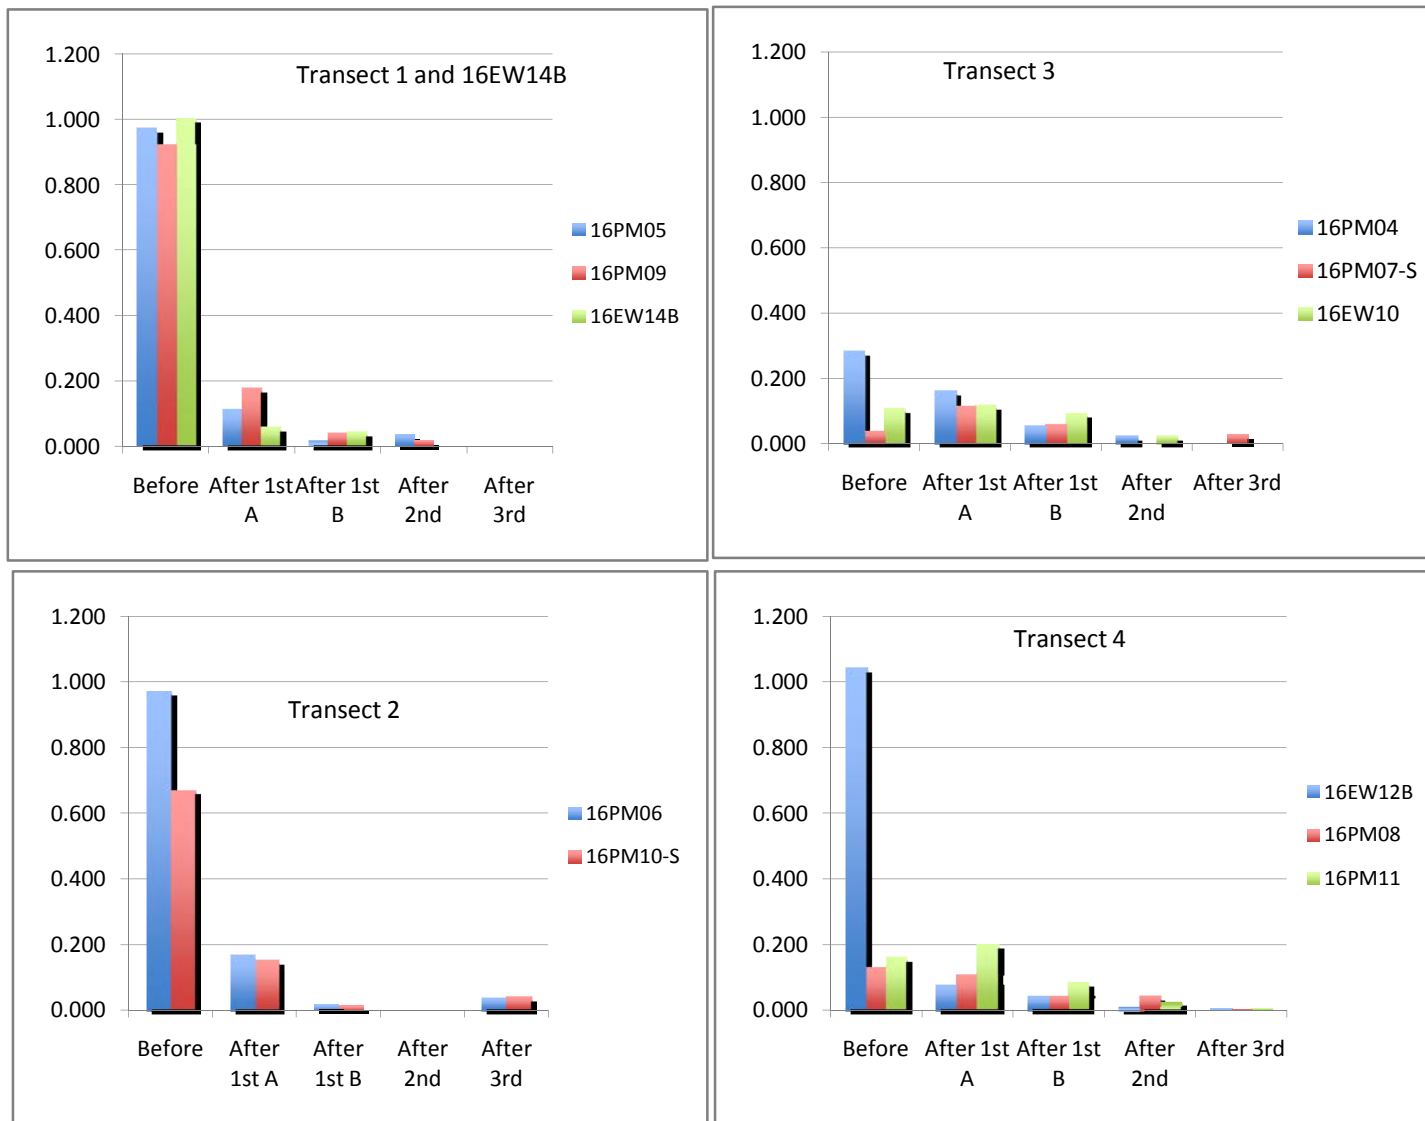 Transect 1 and 16EW14B
1.200
1.000
0.800
0.600
0.400
0.200
0.000
Before
After 1st A
After 1st B
After 2nd
After 3rd
16PM05
16PM09
16EW14B
Transect 3
1.200
1.000
0.800
0.600
0.400
0.200
0.000
Before
After 1st A
After 1st B
After 2nd
After 3rd
16PM04
16PM07-S
16EW10
Transect 2
1.200
1.000
0.800
0.600
0.400
0.200
0.000
Before
After 1st A
After 1st B
After 2nd
After 3rd
16PM06
16PM10-S
Transect 4
1.200
1.000
0.800
0.600
0.400
0.200
0.000
Before
After 1st A
After 1st B
After 2nd
After 3rd
16EW12B
16PM08
16PM11